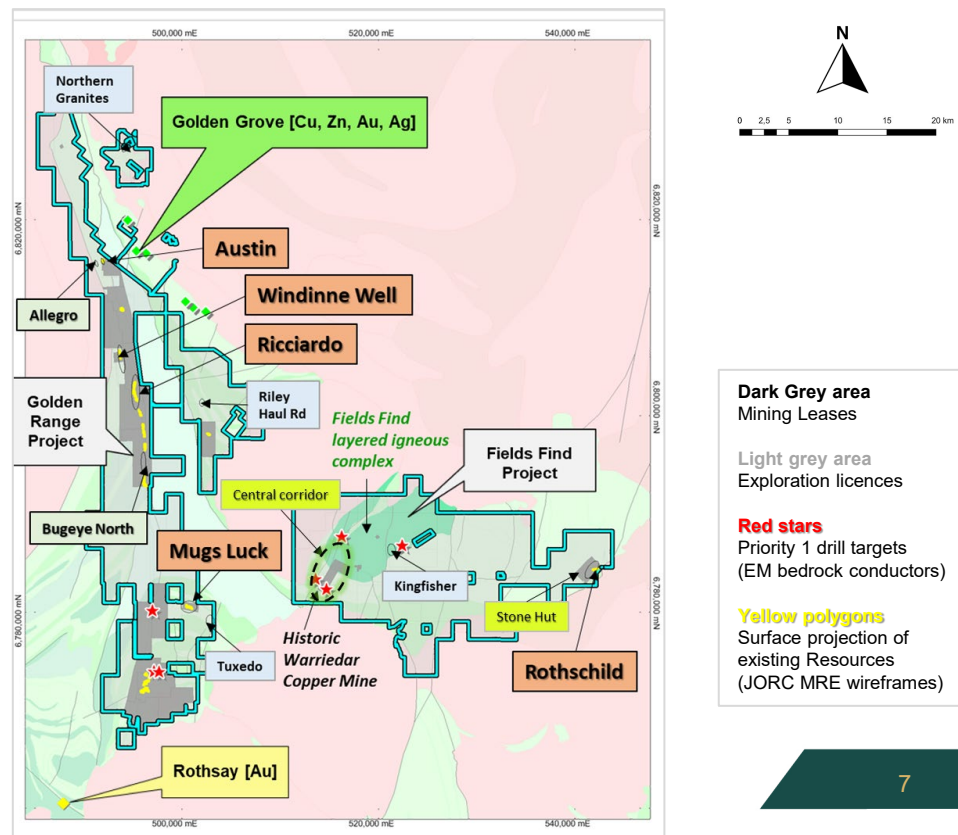 500,000 mE
520,000 mE
540,000 mE
Northern
Granites
Golden Grove [Cu, Zn, Au, Ag]
6,820,000 mN
6,820,000 mN
Austin
Allegro
Windinne Well
Ricciardo
Golden
Range
Project
Riley
Haul Rd
6,800,000 mN
Fields Find
layered igneous
complex
Fields Find
Project
Central corridor
Bugeye North
Mugs Luck
Kingfisher
Stone Hut
6,780,000 mN
6,780,000 mN
Historic
Warriedar
Copper Mine
Tuxedo
Rothschild
Rothsay [Au]
500,000 mE
520,000 mE
540,000 mE
N
0 2,5 5 10 15 20 km
Dark Grey area
Mining Leases
Light grey area
Exploration licences
Red stars
Priority 1 drill targets
(EM bedrock conductors)
Yellow polygons
Surface projection of
existing Resources
(JORC MRE wireframes)
7